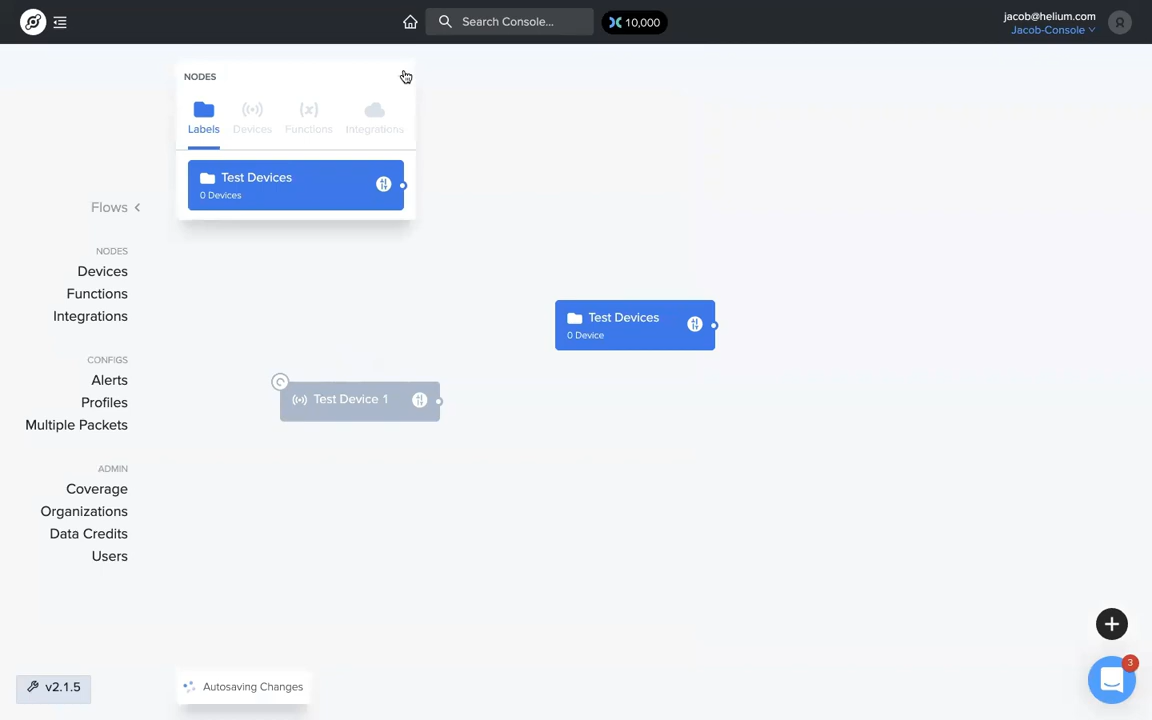 Search Console...
10,000
jacob@helium.com
Jacob-Console
NODES
Labels
Devices
Functions
Integrations
Test Devices
0 Devices
Flows
NODES
Devices
Functions
Integrations
CONFIGS
Alerts
Profiles
Multiple Packets
ADMIN
Coverage
Organizations
Data Credits
Users
Test Devices
0 Device
Test Device 1
v2.1.5
Autosaving Changes
3